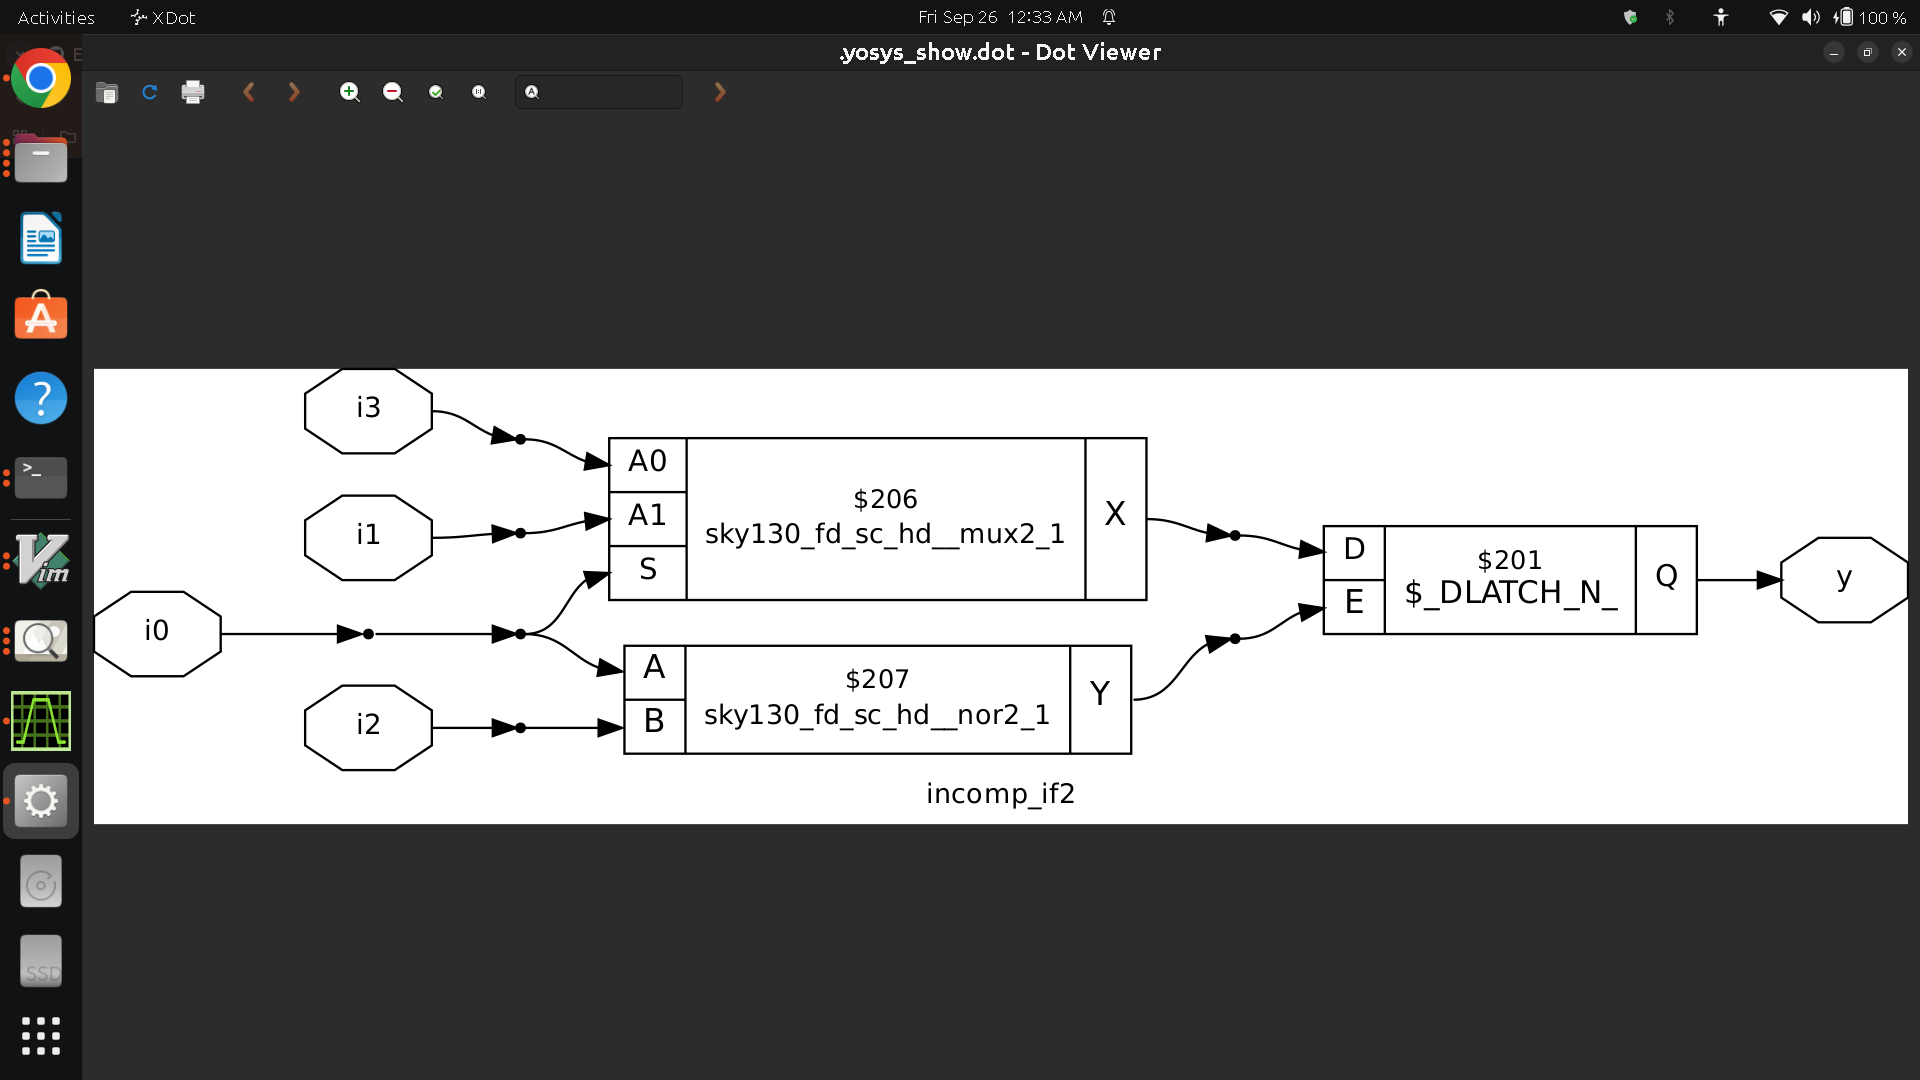 Activities
XDot
Fri Sep 26 12:33 AM
100 %
.yosys_show.dot - Dot Viewer
i3
i1
i0
i2
A0
A1
S
$206
sky130_fd_sc_hd__mux2_1
X
A
B
$207
sky130_fd_sc_hd__nor2_1
Y
D
E
$201
$_DLATCH_N_
Q
y
incomp_if2
>_
Vim
SSD